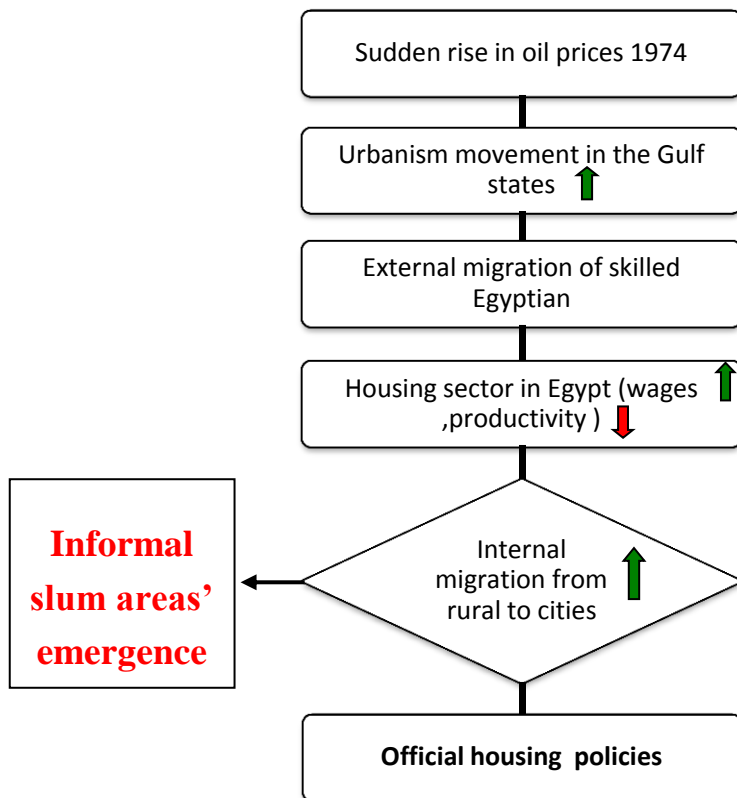 Sudden rise in oil prices 1974
Urbanism movement in the Gulf
states
External migration of skilled
Egyptian
Housing sector in Egypt (wages
,productivity )
Internal
migration from
rural to cities
Informal
slum areas’
emergence
Official housing  policies